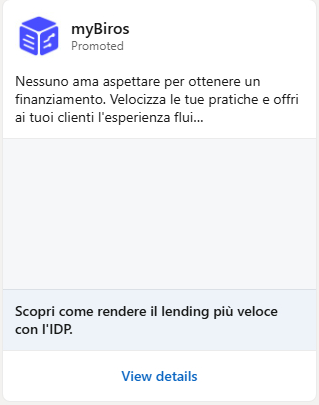 myBiros
Promoted
Nessuno ama aspettare per ottenere un
finanziamento. Velocizza le tue pratiche e offri
ai tuoi clienti l'esperienza flui...
Scopri come rendere il lending più veloce
con l'IDP.
View details